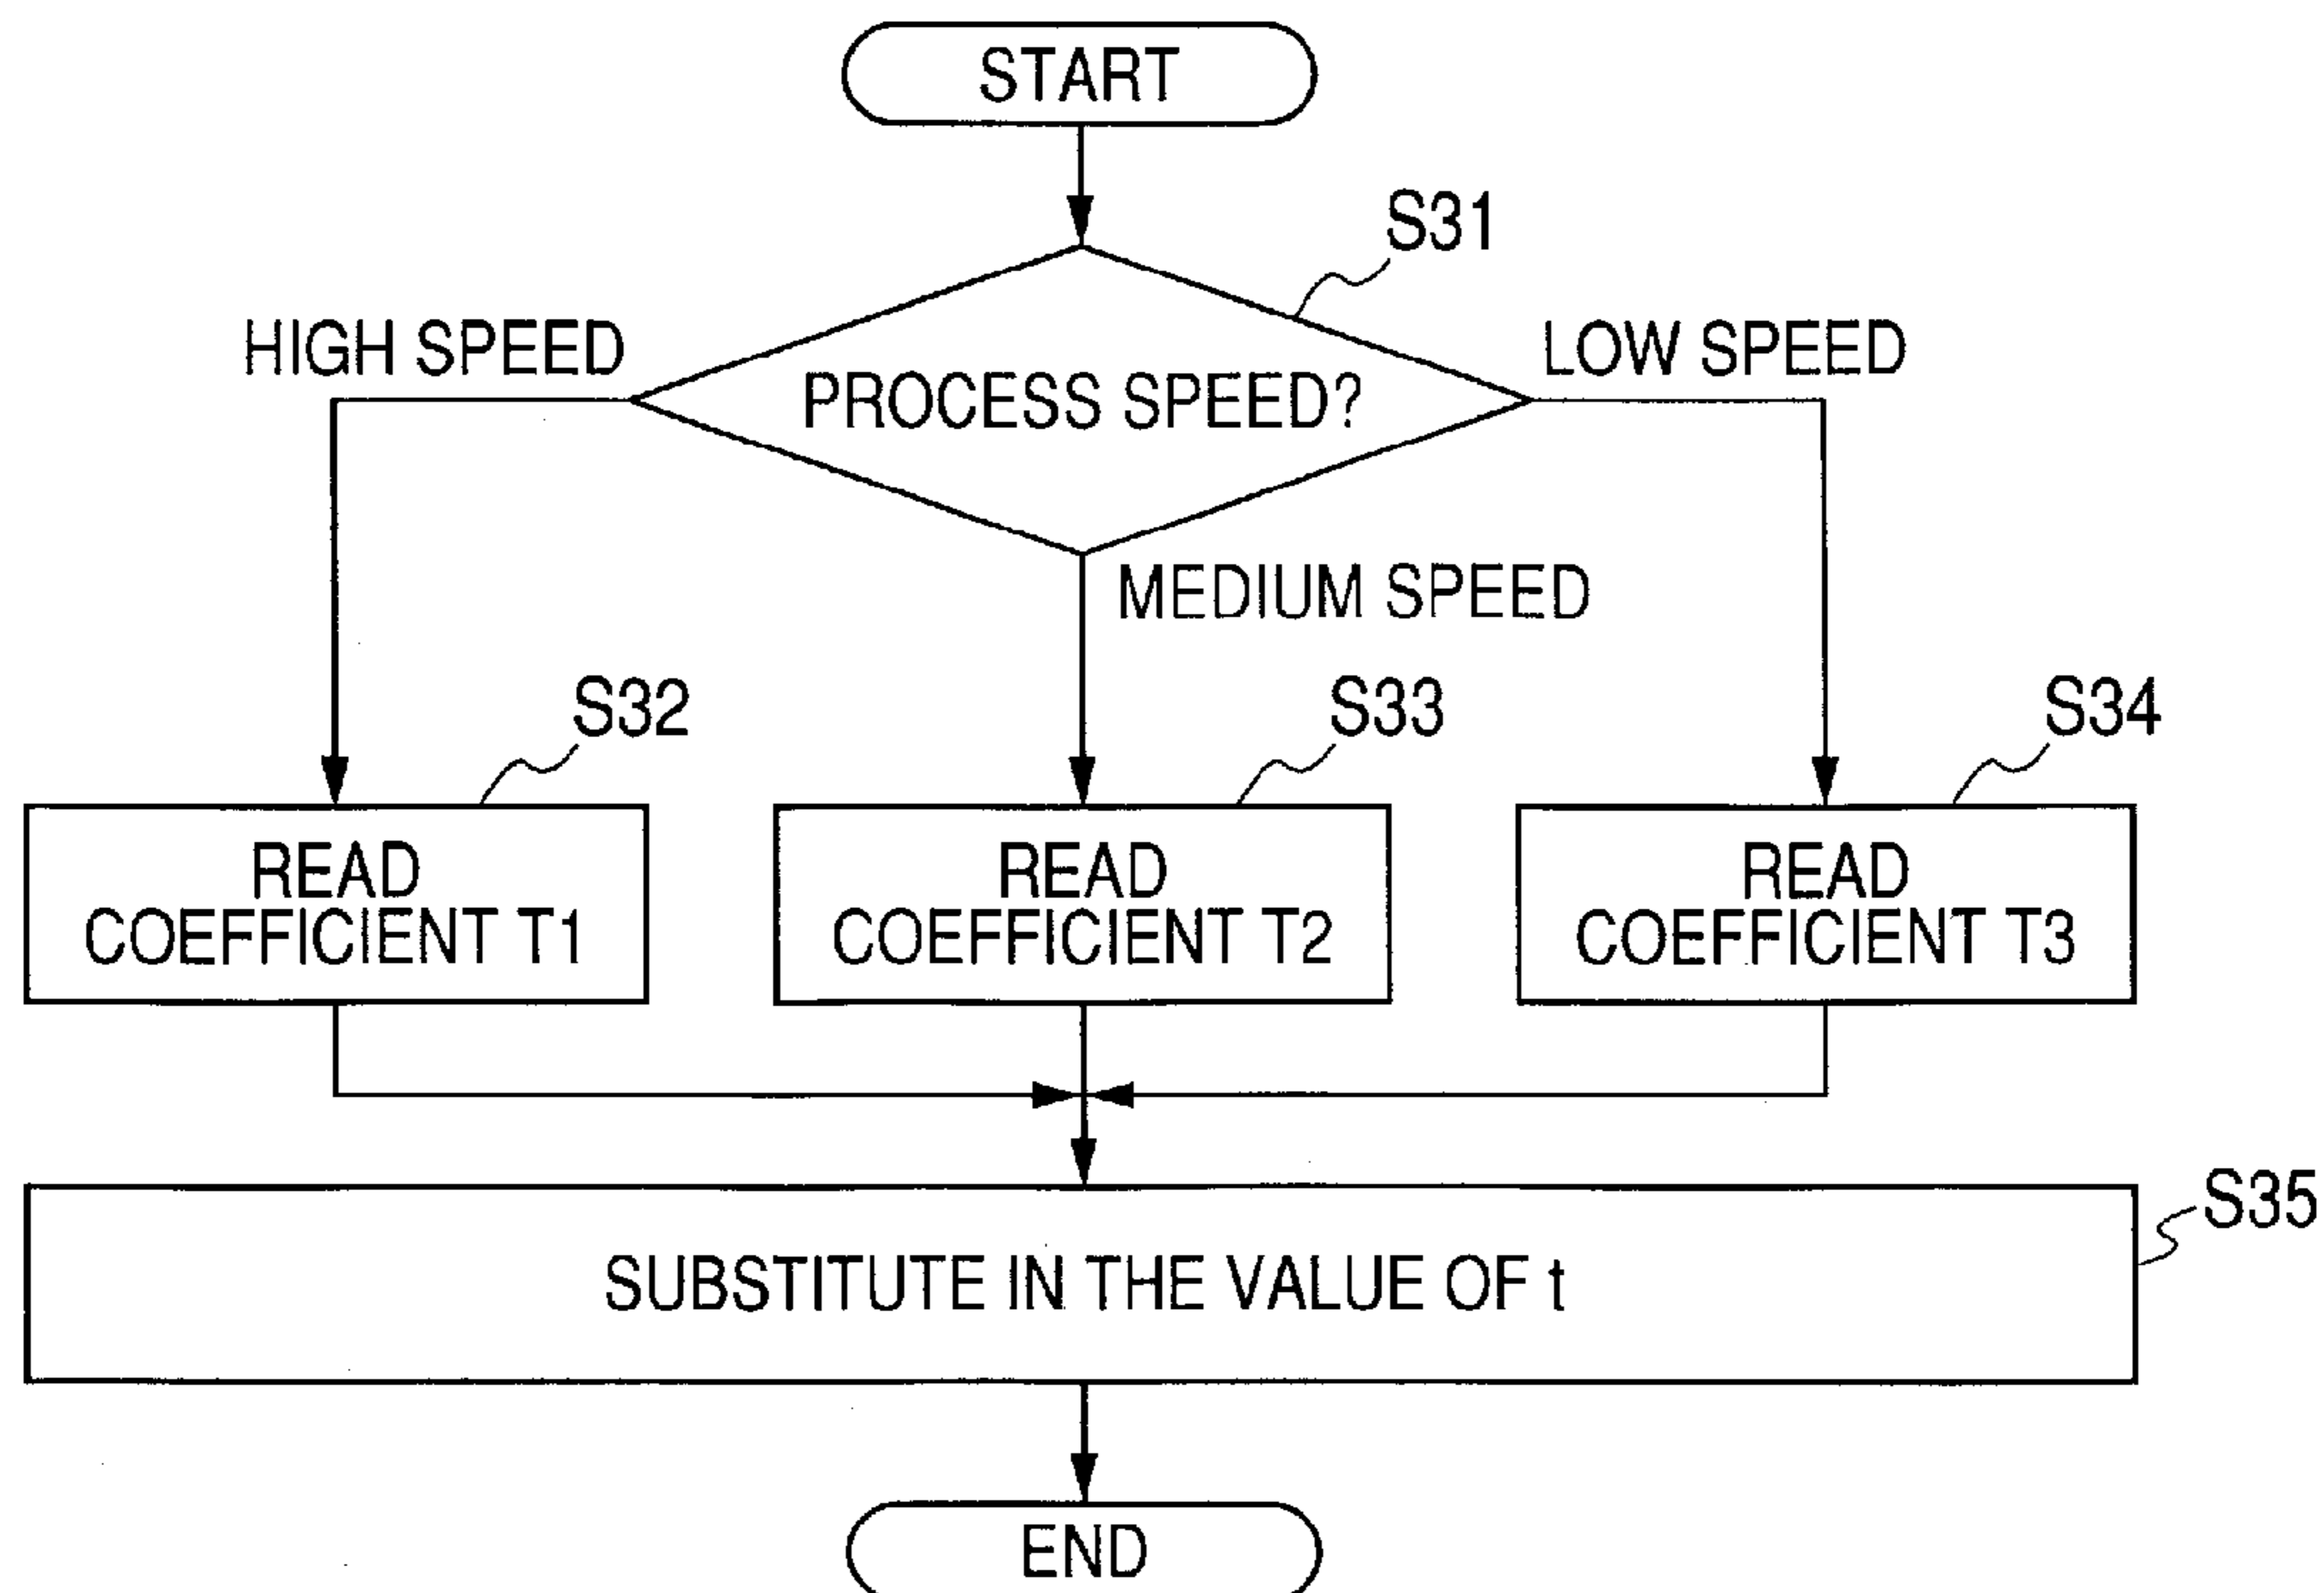 START
S31
HIGH SPEED
LOW SPEED
PROCESS SPEED?
MEDIUM SPEED
S32
S33
S34
READ
COEFFICIENT T1
READ
COEFFICIENT T2
READ
COEFFICIENT T3
S35
SUBSTITUTE IN THE VALUE OF t
END